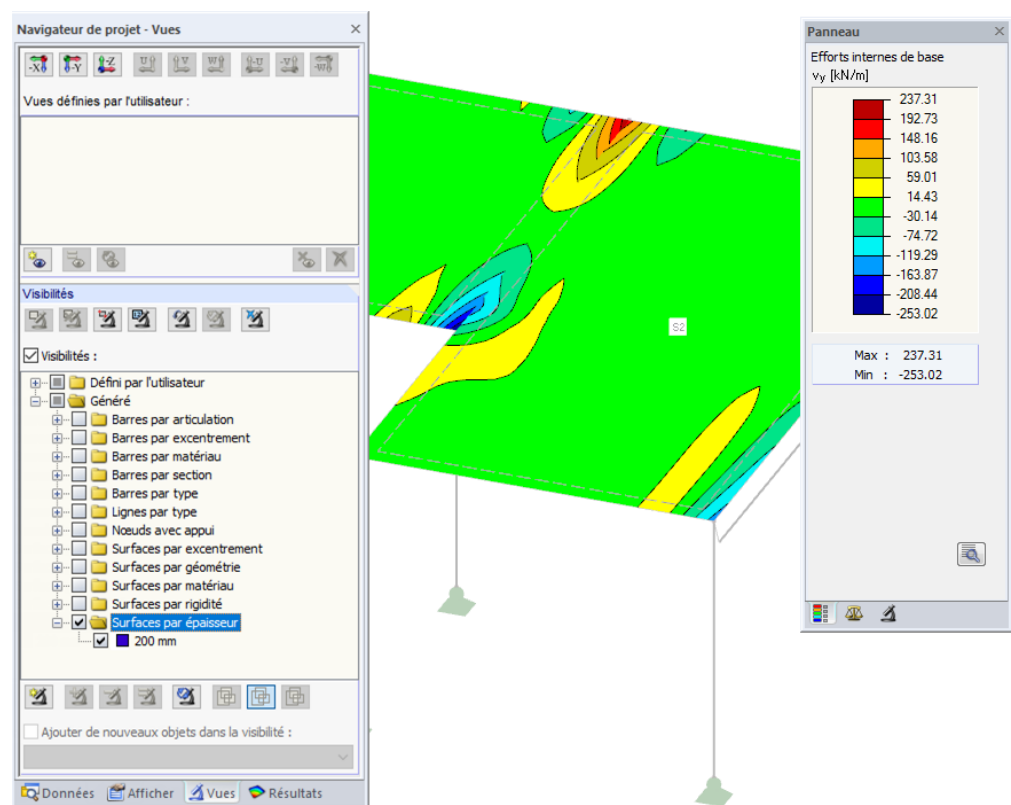 Navigateur de projet - Vues
-X -Y -Z U V W -U -V -W
Vues définies par l'utilisateur :
Visibilités
Visibilités :
Défini par l'utilisateur
Généré
Barres par articulation
Barres par excentrement
Barres par matériau
Barres par section
Barres par type
Lignes par type
Nœuds avec appui
Surfaces par excentrement
Surfaces par géométrie
Surfaces par matériau
Surfaces par rigidité
Surfaces par épaisseur
200 mm
Ajouter de nouveaux objets dans la visibilité :
Données Afficher Vues Résultats
S2
Panneau
Efforts internes de base
vy [kN/m]
237.31
192.73
148.16
103.58
59.01
14.43
-30.14
-74.72
-119.29
-163.87
-208.44
-253.02
Max : 237.31
Min : -253.02